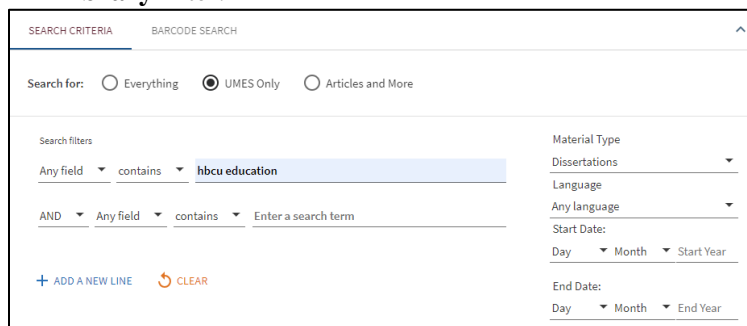 SEARCH CRITERIA BARCODE SEARCH
Search for: Everything UMES Only Articles and More
Search filters
Any field contains hbcu education
AND Any field contains Enter a search term
+ ADD A NEW LINE CLEAR
Material Type
Dissertations
Language
Any language
Start Date:
Day Month Start Year
End Date:
Day Month End Year